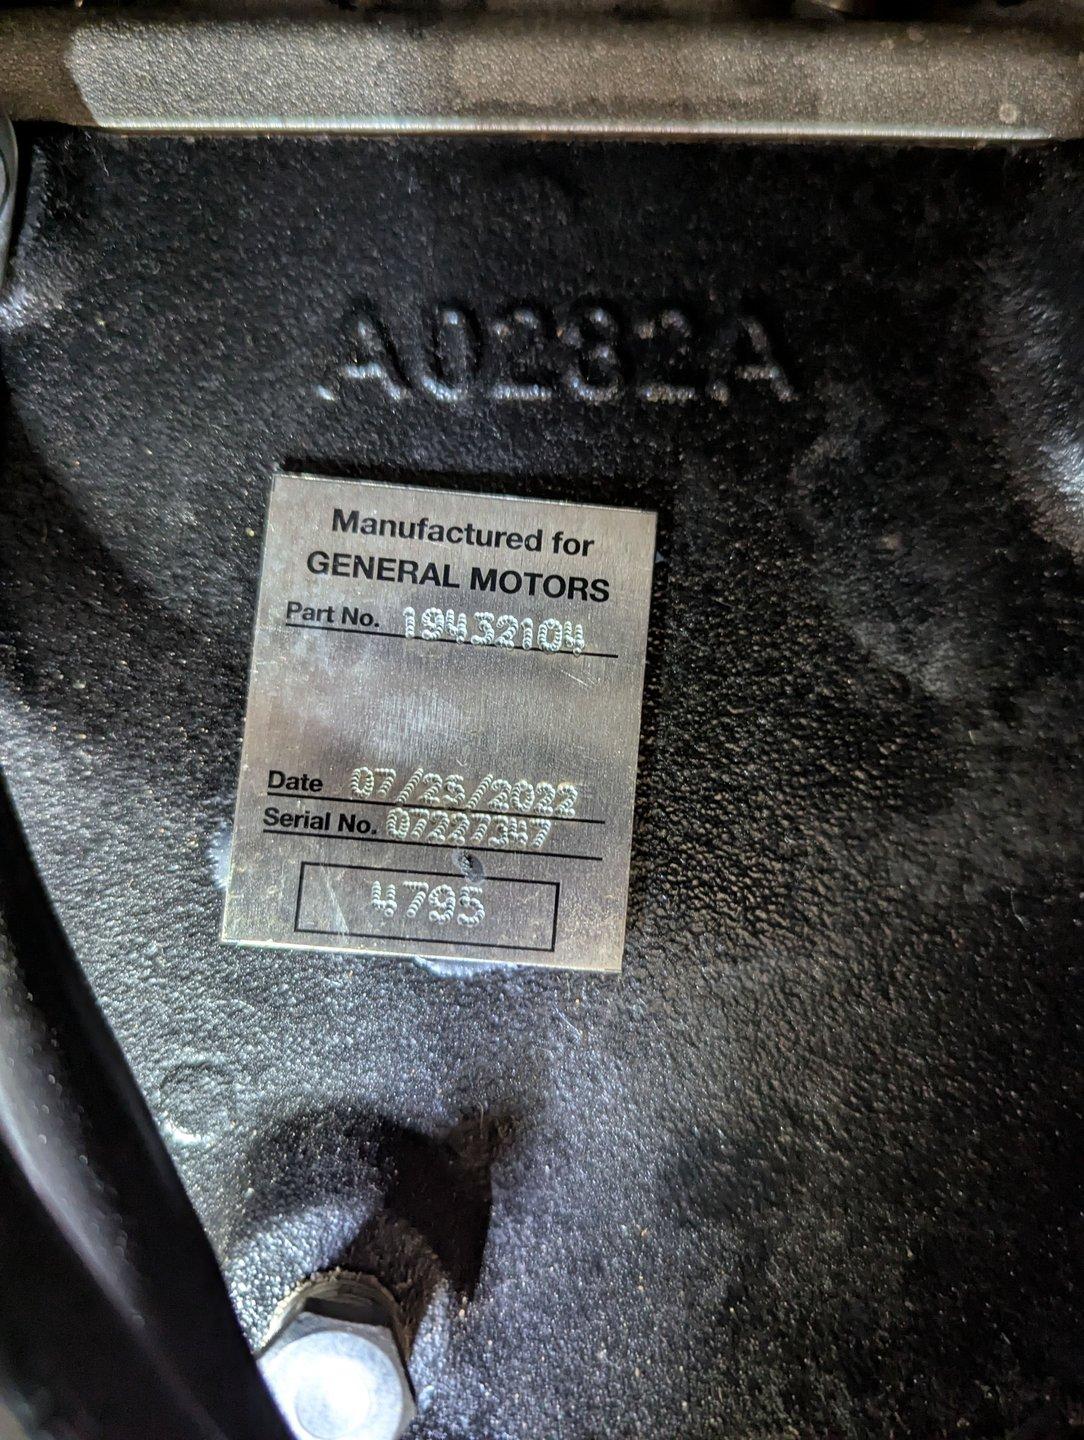 A0282A
Manufactured for
GENERAL MOTORS
Part No. 19432104
Date 07/25/2022
Serial No. 07227347
4795